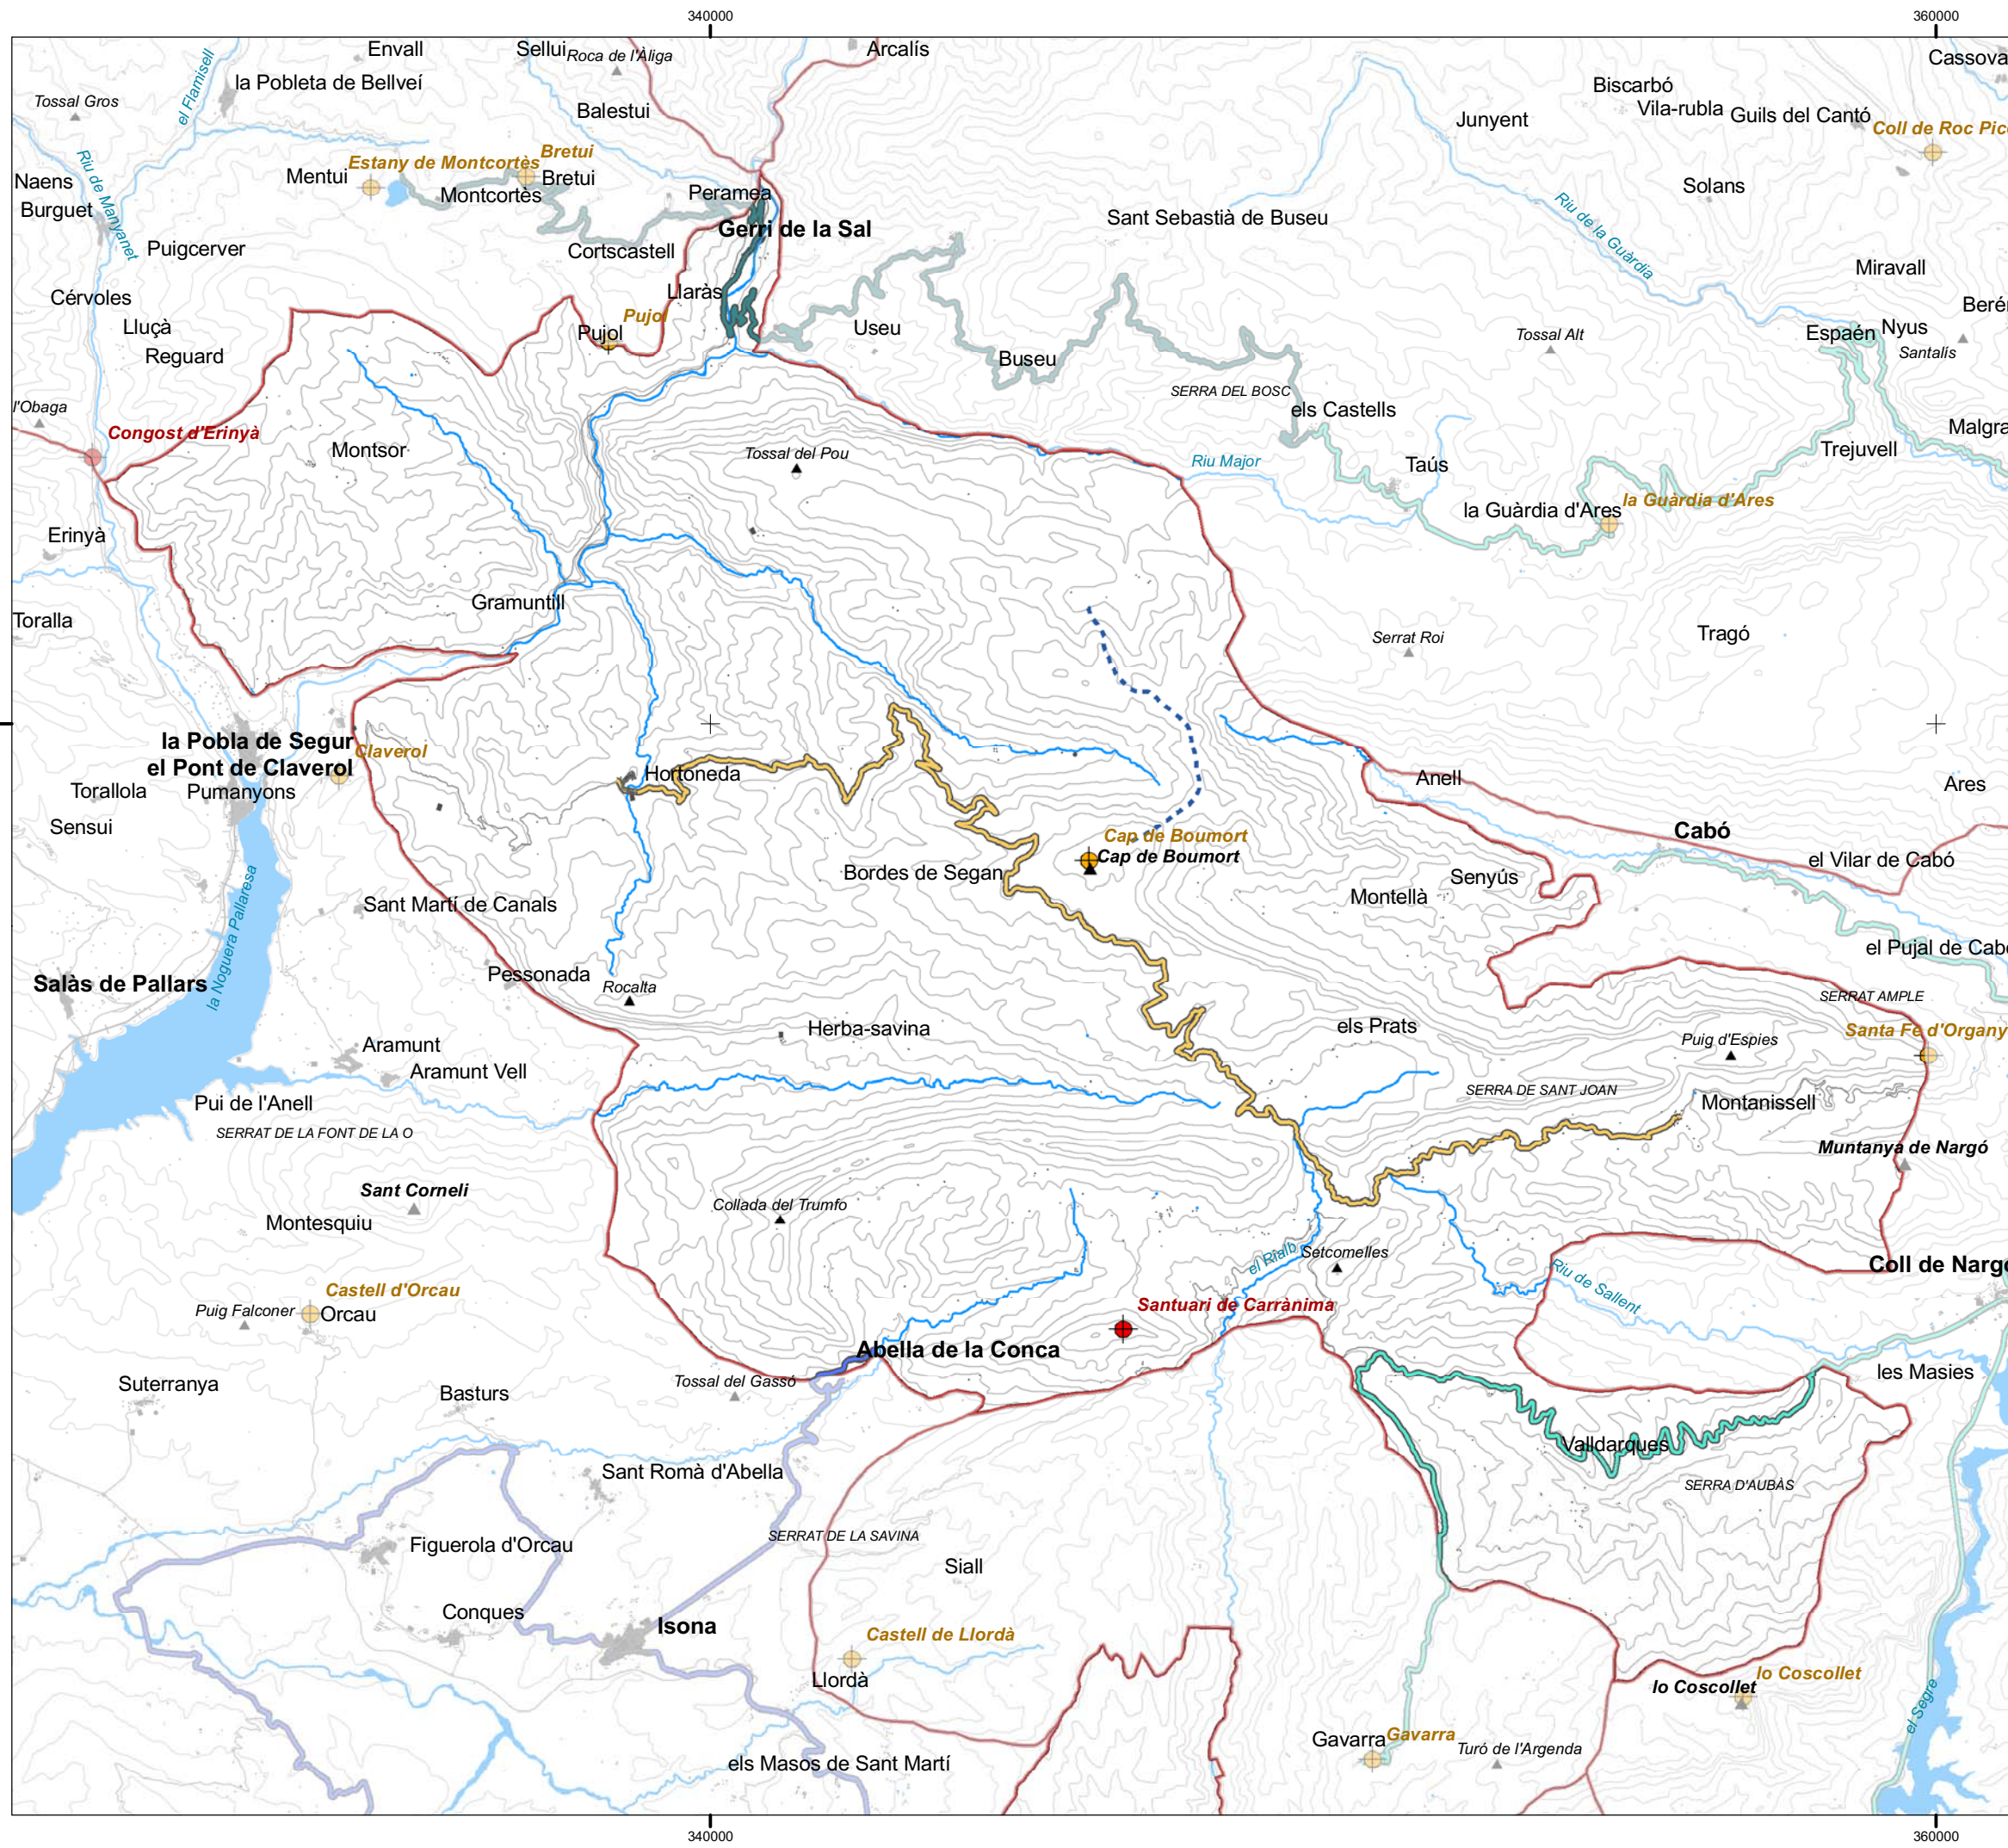 340000
360000
Envall
Sellui
Roca de l'Àliga
Arcalís
Cassova
la Pobleta de Bellveí
el Flamisell
Tossal Gros
Balestui
Biscarbó
Vila-rubla
Guils del Cantó
Junyent
Coll de Roc Pic
Riu de Manyanet
Estany de Montcortès
Bretui
Mentui
Bretui
Montcortès
Naens
Burguet
Peramea
Solans
Sant Sebastià de Buseu
Riu de la Guàrdia
Gerri de la Sal
Puigcerver
Cortscastell
Miravall
Cérvoles
Llaràs
Berén
Lluçà
Pujol
Pujol
Useu
Tossal Alt
Espaén
Nyus
Reguard
Buseu
Santalís
SERRA DEL BOSC
els Castells
l'Obaga
Congost d'Erinyà
Malgra
Montsor
Tossal del Pou
Riu Major
Taús
Trejuvell
la Guàrdia d'Ares
la Guàrdia d'Ares
Erinyà
Gramuntill
Toralla
Serrat Roi
Tragó
la Pobla de Segur
Claverol
el Pont de Claverol
Hortoneda
Anell
Ares
Torallola
Pumanyons
Sensui
Cap de Boumort
Cabó
Cap de Boumort
el Vilar de Cabó
Bordes de Segan
Senyús
Montellà
Sant Martí de Canals
la Noguera Pallaresa
el Pujal de Cabó
Salàs de Pallars
Pessonada
Rocalta
SERRAT AMPLE
Herba-savina
els Prats
Santa Fe d'Organy
Puig d'Espies
Aramunt
Aramunt Vell
SERRA DE SANT JOAN
Pui de l'Anell
Montanissell
SERRAT DE LA FONT DE LA O
Muntanya de Nargó
Sant Corneli
Collada del Trumfo
Montesquiu
el Rialb
Setcomelles
Coll de Nargó
Riu de Sallent
Castell d'Orcau
Puig Falconer
Orcau
Santuari de Carrànima
Abella de la Conca
Suterranya
Tossal del Gassó
les Masies
Basturs
Valldarques
Sant Romà d'Abella
SERRA D'AUBÀS
SERRAT DE LA SAVINA
Figuerola d'Orcau
Siall
Conques
Isona
Castell de Llordà
Llordà
lo Coscollet
lo Coscollet
el Segre
Gavarra
Gavarra
Turó de l'Argenda
els Masos de Sant Martí
340000
360000